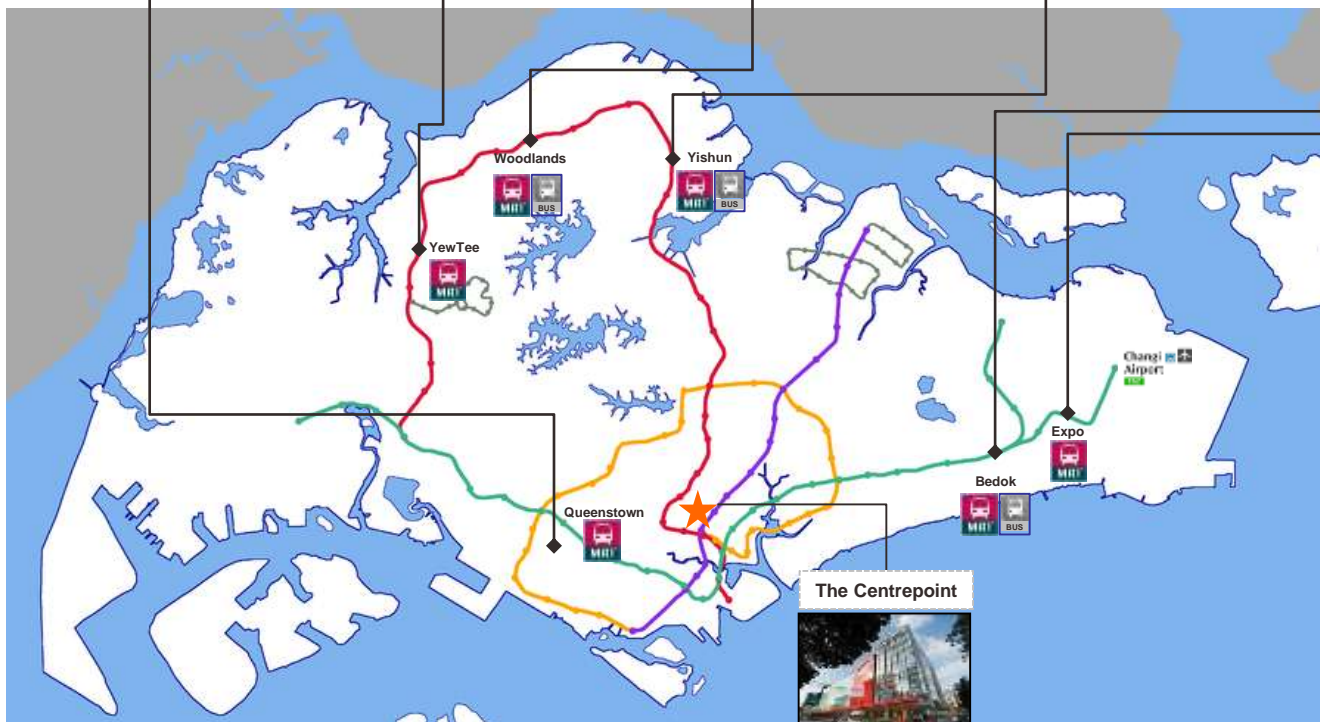 Woodlands
MRT
BUS
Yishun
MRT
BUS
YewTee
MRT
Changi
Airport
Expo
MRT
Bedok
MRT
BUS
Queenstown
MRT
The Centrepoint